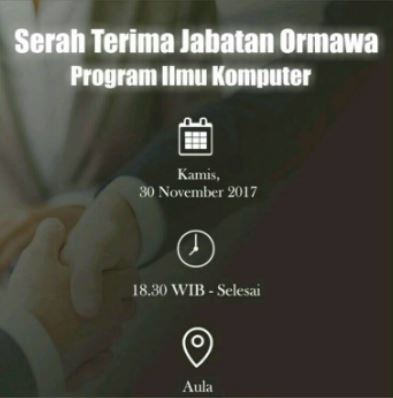 Serah Terima Jabatan Ormawa
Program Ilmu Komputer
Kamis,
30 November 2017
18.30 WIB - Selesai
Aula